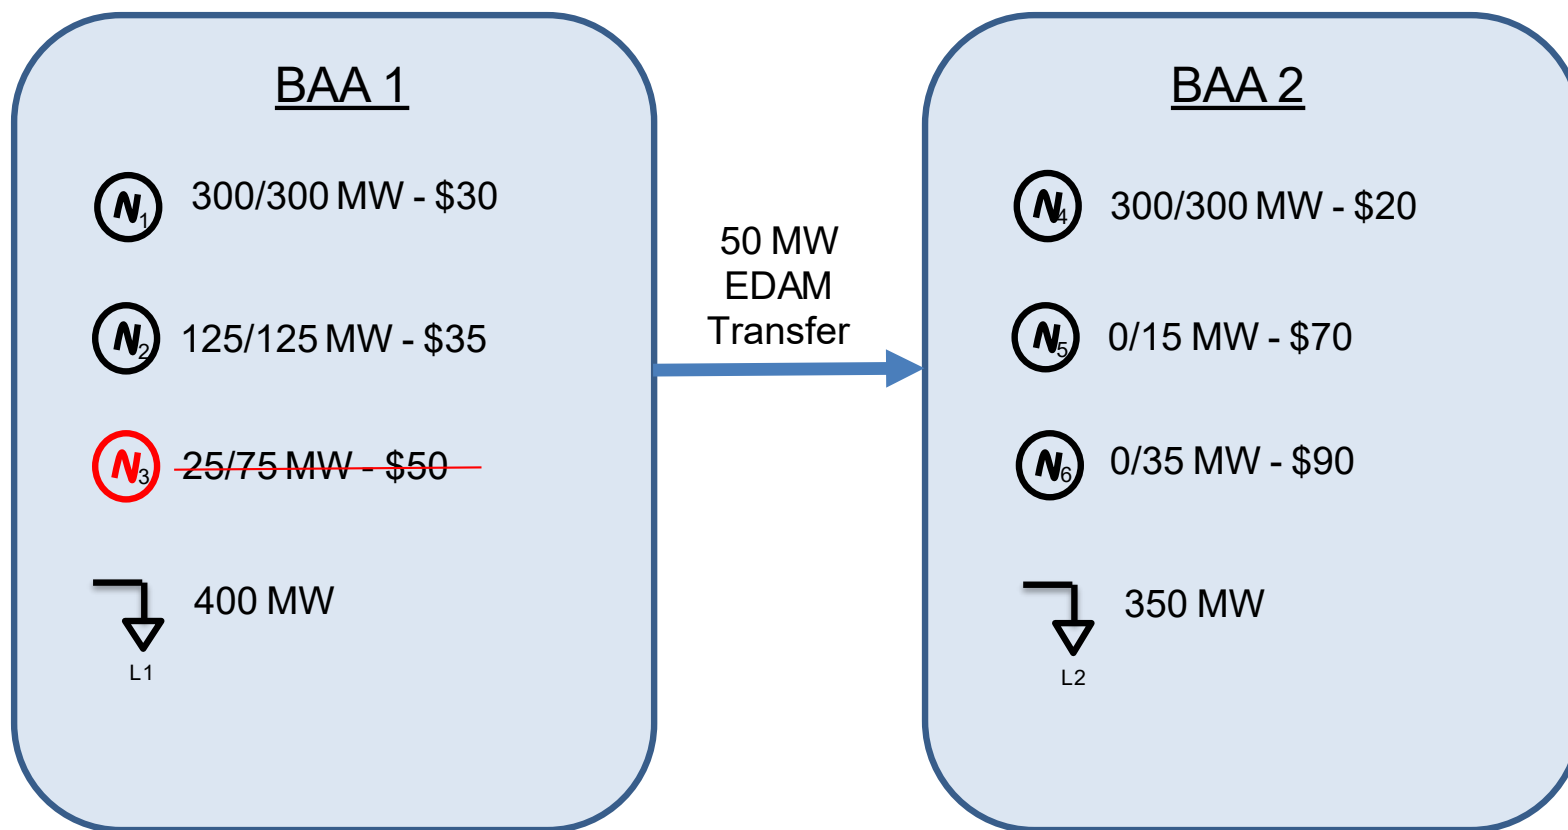 BAA 1
N1
300/300 MW - $30
N2
125/125 MW - $35
N3
25/75 MW - $50
400 MW
L1
50 MW
EDAM
Transfer
BAA 2
N4
300/300 MW - $20
N5
0/15 MW - $70
N6
0/35 MW - $90
350 MW
L2